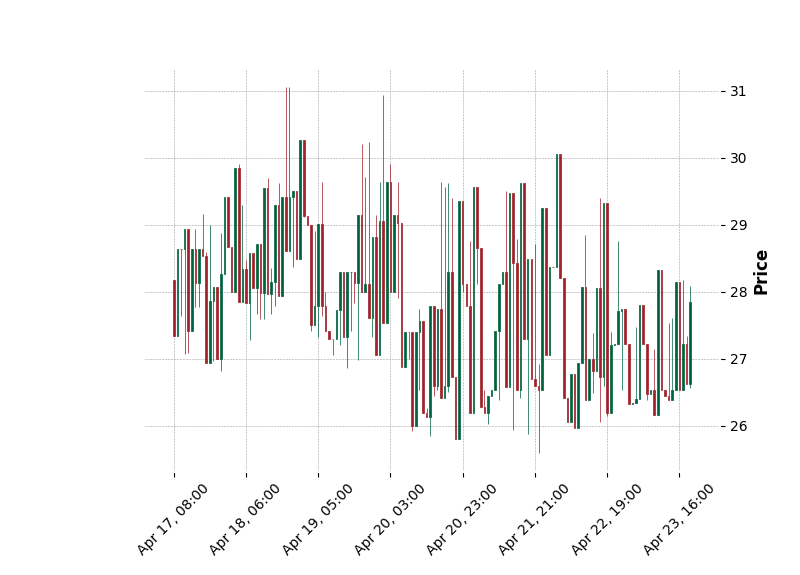 31
30
29
28
27
26
Price
Apr 17, 08:00
Apr 18, 06:00
Apr 19, 05:00
Apr 20, 03:00
Apr 20, 23:00
Apr 21, 21:00
Apr 22, 19:00
Apr 23, 16:00